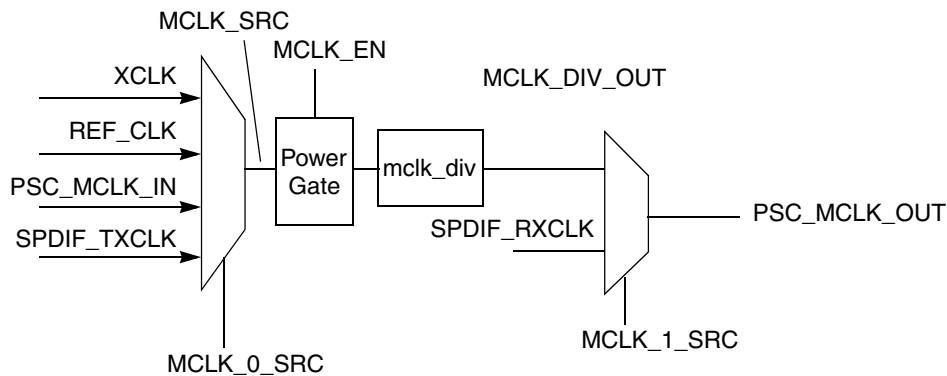 MCLK_SRC
MCLK_EN
XCLK
MCLK_DIV_OUT
REF_CLK
Power
Gate
mclk_div
PSC_MCLK_IN
PSC_MCLK_OUT
SPDIF_RXCLK
SPDIF_TXCLK
MCLK_1_SRC
MCLK_0_SRC